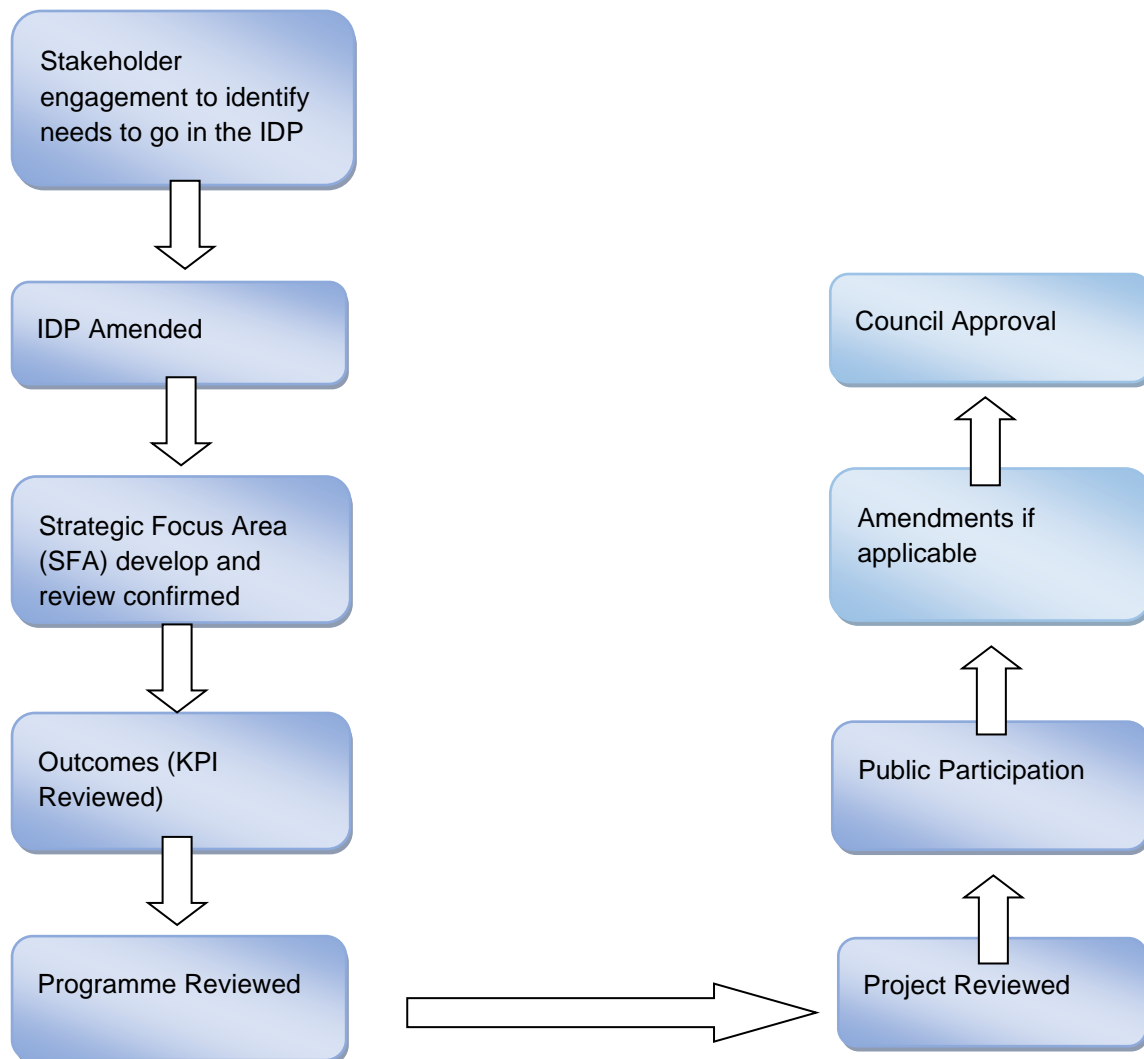 Stakeholder
engagement to identify
needs to go in the IDP
IDP Amended
Strategic Focus Area
(SFA) develop and
review confirmed
Outcomes (KPI
Reviewed)
Programme Reviewed
Project Reviewed
Public Participation
Amendments if
applicable
Council Approval